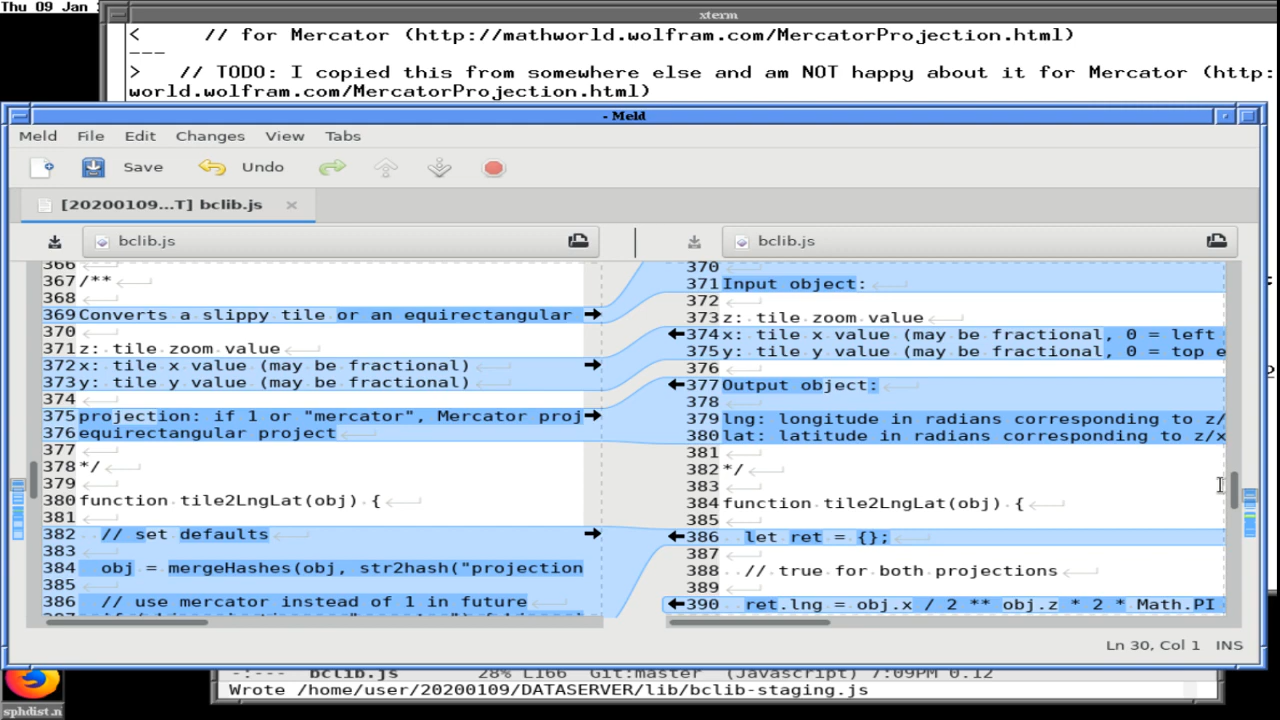 Thu 09 Jan
xterm
< // for Mercator (http://mathworld.wolfram.com/MercatorProjection.html)
---
> // TODO: I copied this from somewhere else and am NOT happy about it for Mercator (http:
world.wolfram.com/MercatorProjection.html)
- Meld
Meld File Edit Changes View Tabs
Save Undo
[20200109...T] bclib.js
bclib.js
366
367 /**
368
369 Converts a slippy tile or an equirectangular
370
371 z: tile zoom value
372 x: tile x value (may be fractional)
373 y: tile y value (may be fractional)
374
375 projection: if 1 or "mercator", Mercator proj
376 equirectangular project
377
378 */
379
380 function tile2LngLat(obj) {
381
382 // set defaults
383
384 obj = mergeHashes(obj, str2hash("projection
385
386 // use mercator instead of 1 in future
bclib.js
370
371 Input object:
372
373 z: tile zoom value
374 x: tile x value (may be fractional, 0 = left
375 y: tile y value (may be fractional, 0 = top e
376
377 Output object:
378
379 lng: longitude in radians corresponding to z/
380 lat: latitude in radians corresponding to z/x
381
382 */
383
384 function tile2LngLat(obj) {
385
386 let ret = {};
387
388 // true for both projections
389
390 ret.lng = obj.x / 2 ** obj.z * 2 * Math.PI
Ln 30, Col 1 INS
-:--- bclib.js 28% L166 Git:master (Javascript) 7:09PM 0.12
Wrote /home/user/20200109/DATASERVER/lib/bclib-staging.js
sphdist.n